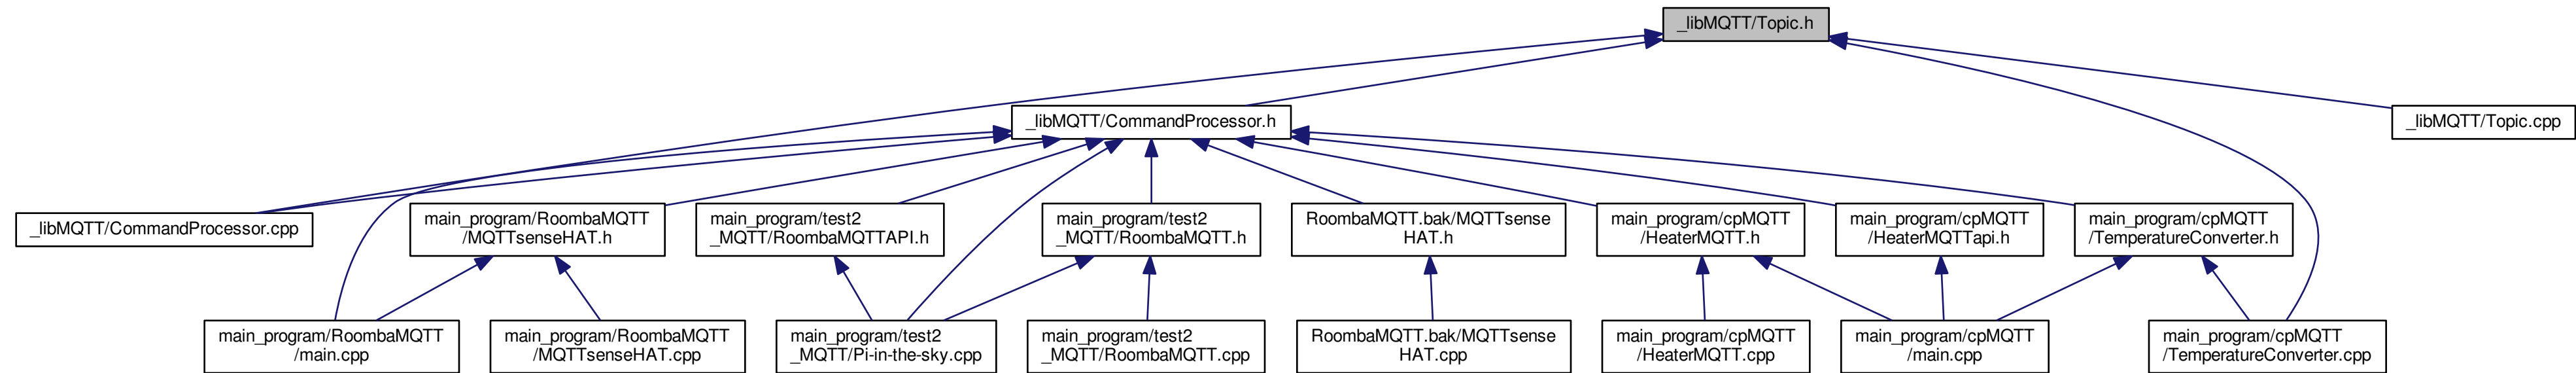 _libMQTT/Topic.h
_libMQTT/CommandProcessor.h
_libMQTT/Topic.cpp
_libMQTT/CommandProcessor.cpp
main_program/RoombaMQTT
/MQTTsenseHAT.h
main_program/test2
_MQTT/RoombaMQTTAPI.h
main_program/test2
_MQTT/RoombaMQTT.h
RoombaMQTT.bak/MQTTsense
HAT.h
main_program/cpMQTT
/HeaterMQTT.h
main_program/cpMQTT
/HeaterMQTTapi.h
main_program/cpMQTT
/TemperatureConverter.h
main_program/RoombaMQTT
/main.cpp
main_program/RoombaMQTT
/MQTTsenseHAT.cpp
main_program/test2
_MQTT/Pi-in-the-sky.cpp
main_program/test2
_MQTT/RoombaMQTT.cpp
RoombaMQTT.bak/MQTTsense
HAT.cpp
main_program/cpMQTT
/HeaterMQTT.cpp
main_program/cpMQTT
/main.cpp
main_program/cpMQTT
/TemperatureConverter.cpp